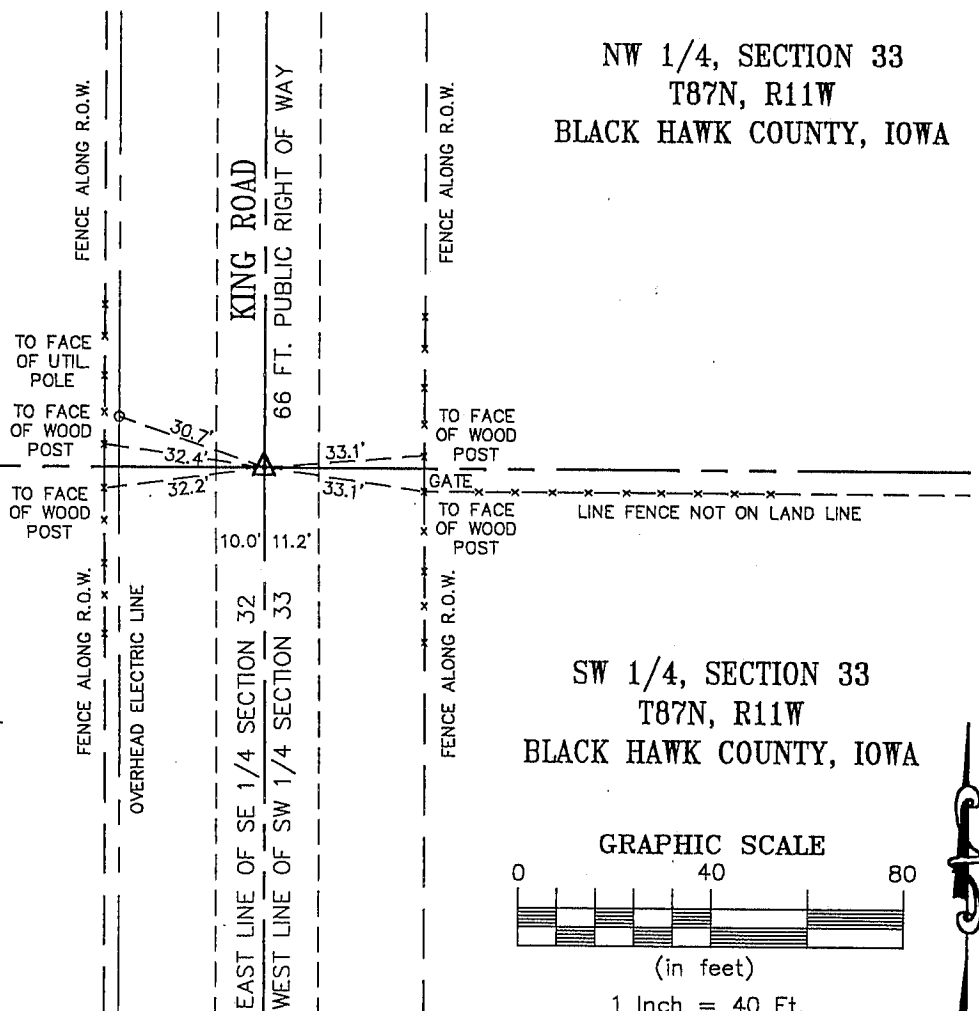 NW 1/4, SECTION 33
T87N, R11W
BLACK HAWK COUNTY, IOWA
FENCE ALONG R.O.W.
KING ROAD
66 FT. PUBLIC RIGHT OF WAY
FENCE ALONG R.O.W.
TO FACE
OF UTIL.
POLE
TO FACE
OF WOOD
POST
30.7'
32.4'
32.2'
33.1'
33.1'
TO FACE
OF WOOD
POST
TO FACE
OF WOOD
POST
GATE
TO FACE
OF WOOD
POST
LINE FENCE NOT ON LAND LINE
10.0'
11.2'
FENCE ALONG R.O.W.
OVERHEAD ELECTRIC LINE
EAST LINE OF SE 1/4 SECTION 32
WEST LINE OF SW 1/4 SECTION 33
FENCE ALONG R.O.W.
SW 1/4, SECTION 33
T87N, R11W
BLACK HAWK COUNTY, IOWA
GRAPHIC SCALE
0 40 80
(in feet)
1 Inch = 40 Ft.